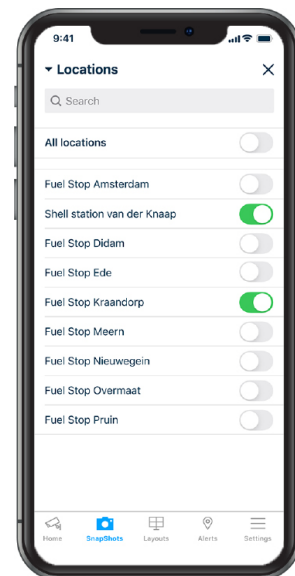 9:41
Locations
Search
All locations
Fuel Stop Amsterdam
Shell station van der Knaap
Fuel Stop Didam
Fuel Stop Ede
Fuel Stop Kraandorp
Fuel Stop Meern
Fuel Stop Nieuwegein
Fuel Stop Overmaat
Fuel Stop Pruin
Home SnapShots Layouts Alerts Settings